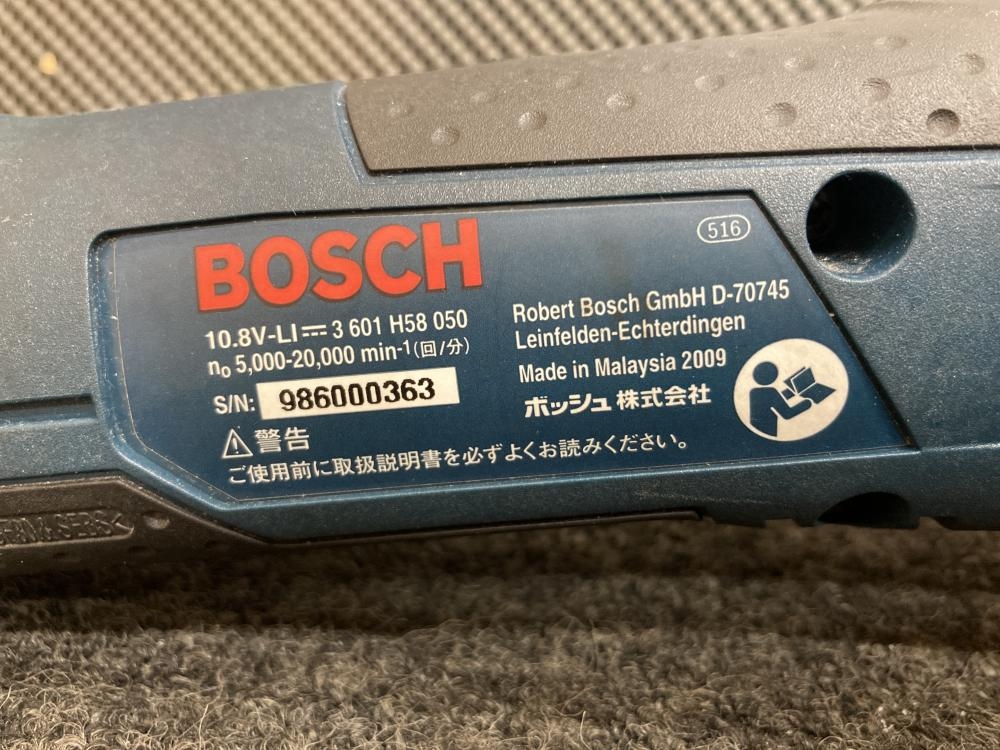 BOSCH
10.8V-LI⎓ 3 601 H58 050
n₀ 5,000-20,000 min⁻¹(回/分)
S/N: 986000363
⚠警告
ご使用前に取扱説明書を必ずよくお読みください。
516
Robert Bosch GmbH D-70745
Leinfelden-Echterdingen
Made in Malaysia 2009
ボッシュ株式会社